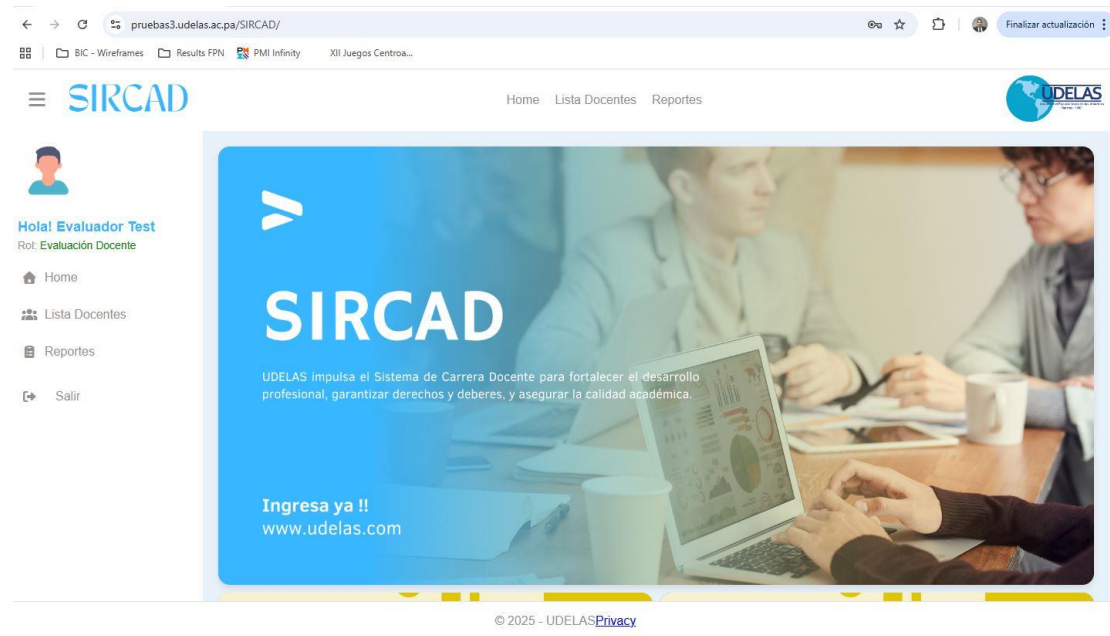 pruebas3.udelas.ac.pa/SIRCAD/
Finalizar actualización
BIC - Wireframes
Results FPN
PMI Infinity
XII Juegos Centroa...
SIRCAD
Home
Lista Docentes
Reportes
UDELAS
Hola! Evaluador Test
Rol: Evaluación Docente
Home
Lista Docentes
Reportes
Salir
SIRCAD
UDELAS impulsa el Sistema de Carrera Docente para fortalecer el desarrollo
profesional, garantizar derechos y deberes, y asegurar la calidad académica.
Ingresa ya !!
www.udelas.com
© 2025 - UDELASPrivacy